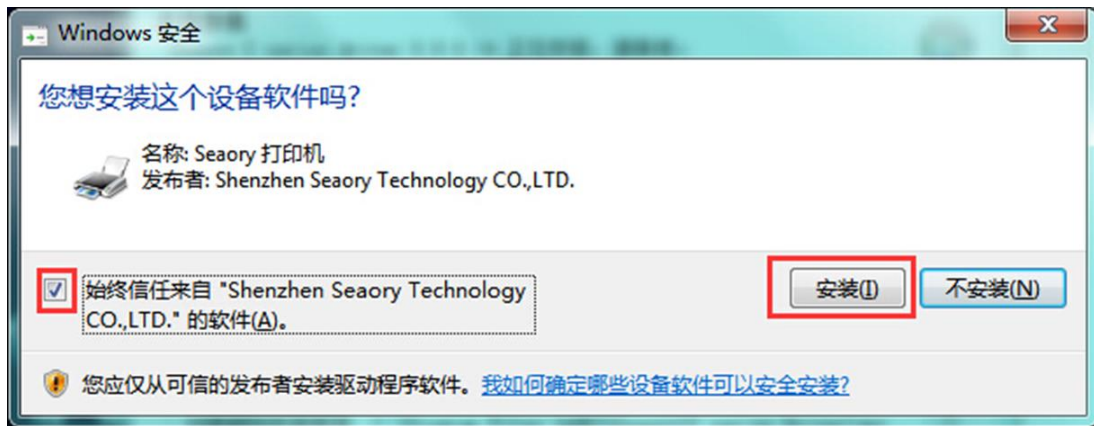 Windows 安全
您想安装这个设备软件吗?
名称: Seaory 打印机
发布者: Shenzhen Seaory Technology CO.,LTD.
始终信任来自 "Shenzhen Seaory Technology
CO.,LTD." 的软件(A)。
安装(I)
不安装(N)
您应仅从可信的发布者安装驱动程序软件。我如何确定哪些设备软件可以安全安装?